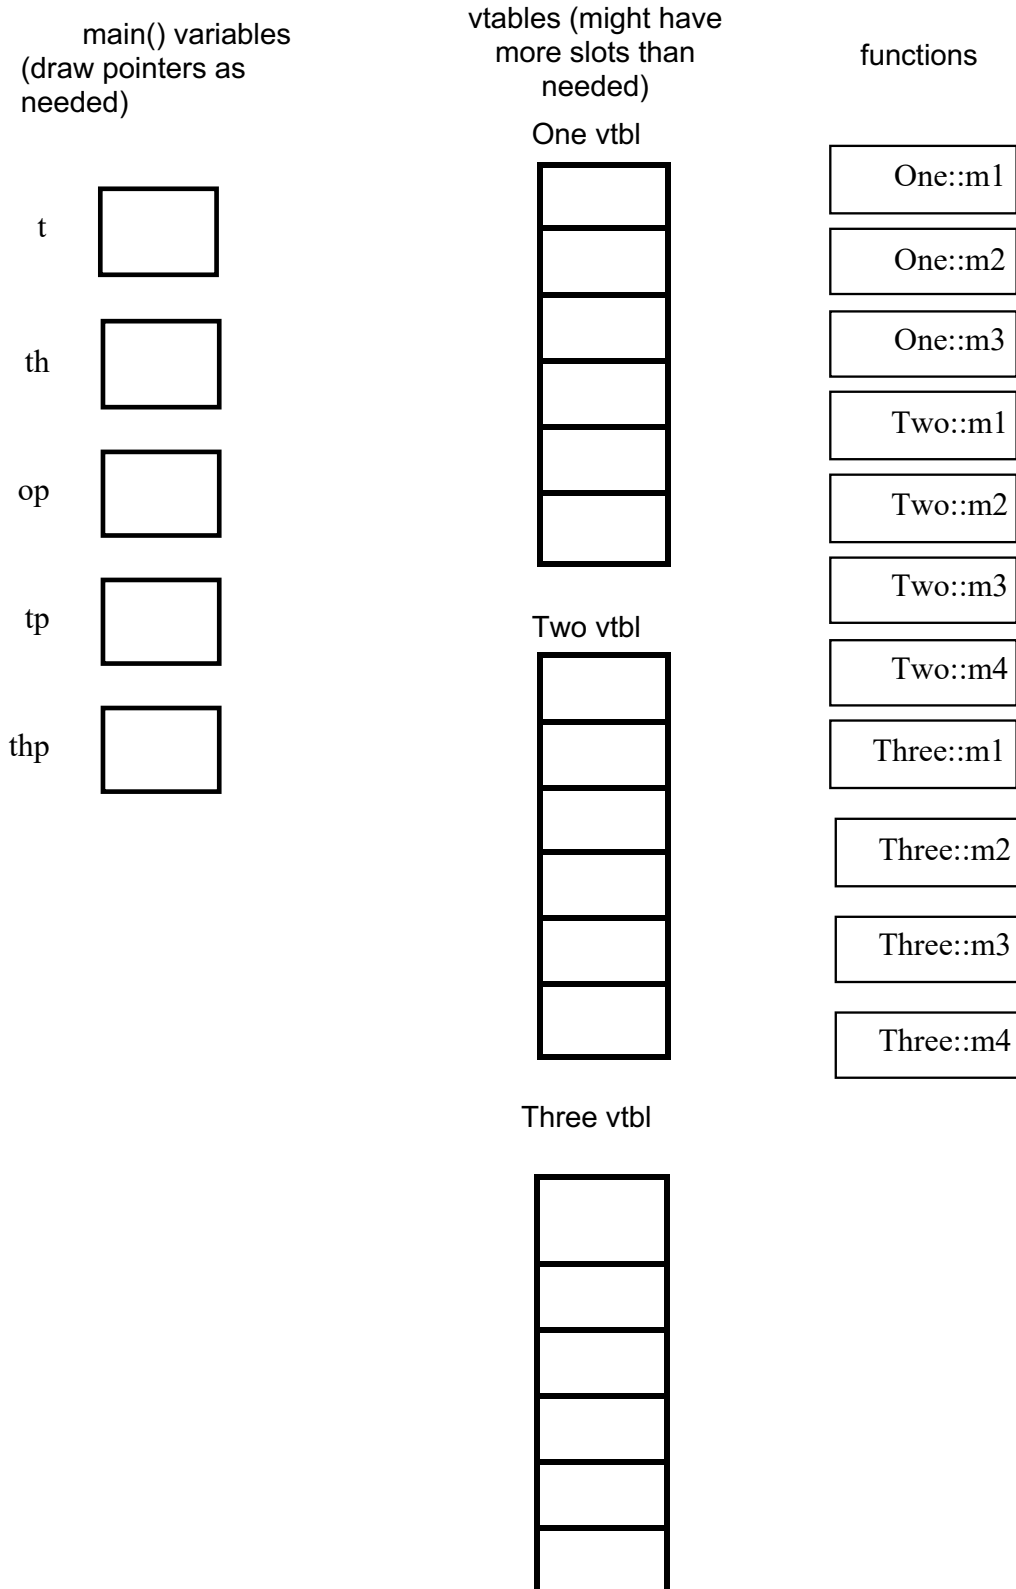 main() variables
(draw pointers as
needed)
vtables (might have
more slots than
needed)
functions
t
th
op
tp
thp
One vtbl
Two vtbl
Three vtbl
One::m1
One::m2
One::m3
Two::m1
Two::m2
Two::m3
Two::m4
Three::m1
Three::m2
Three::m3
Three::m4